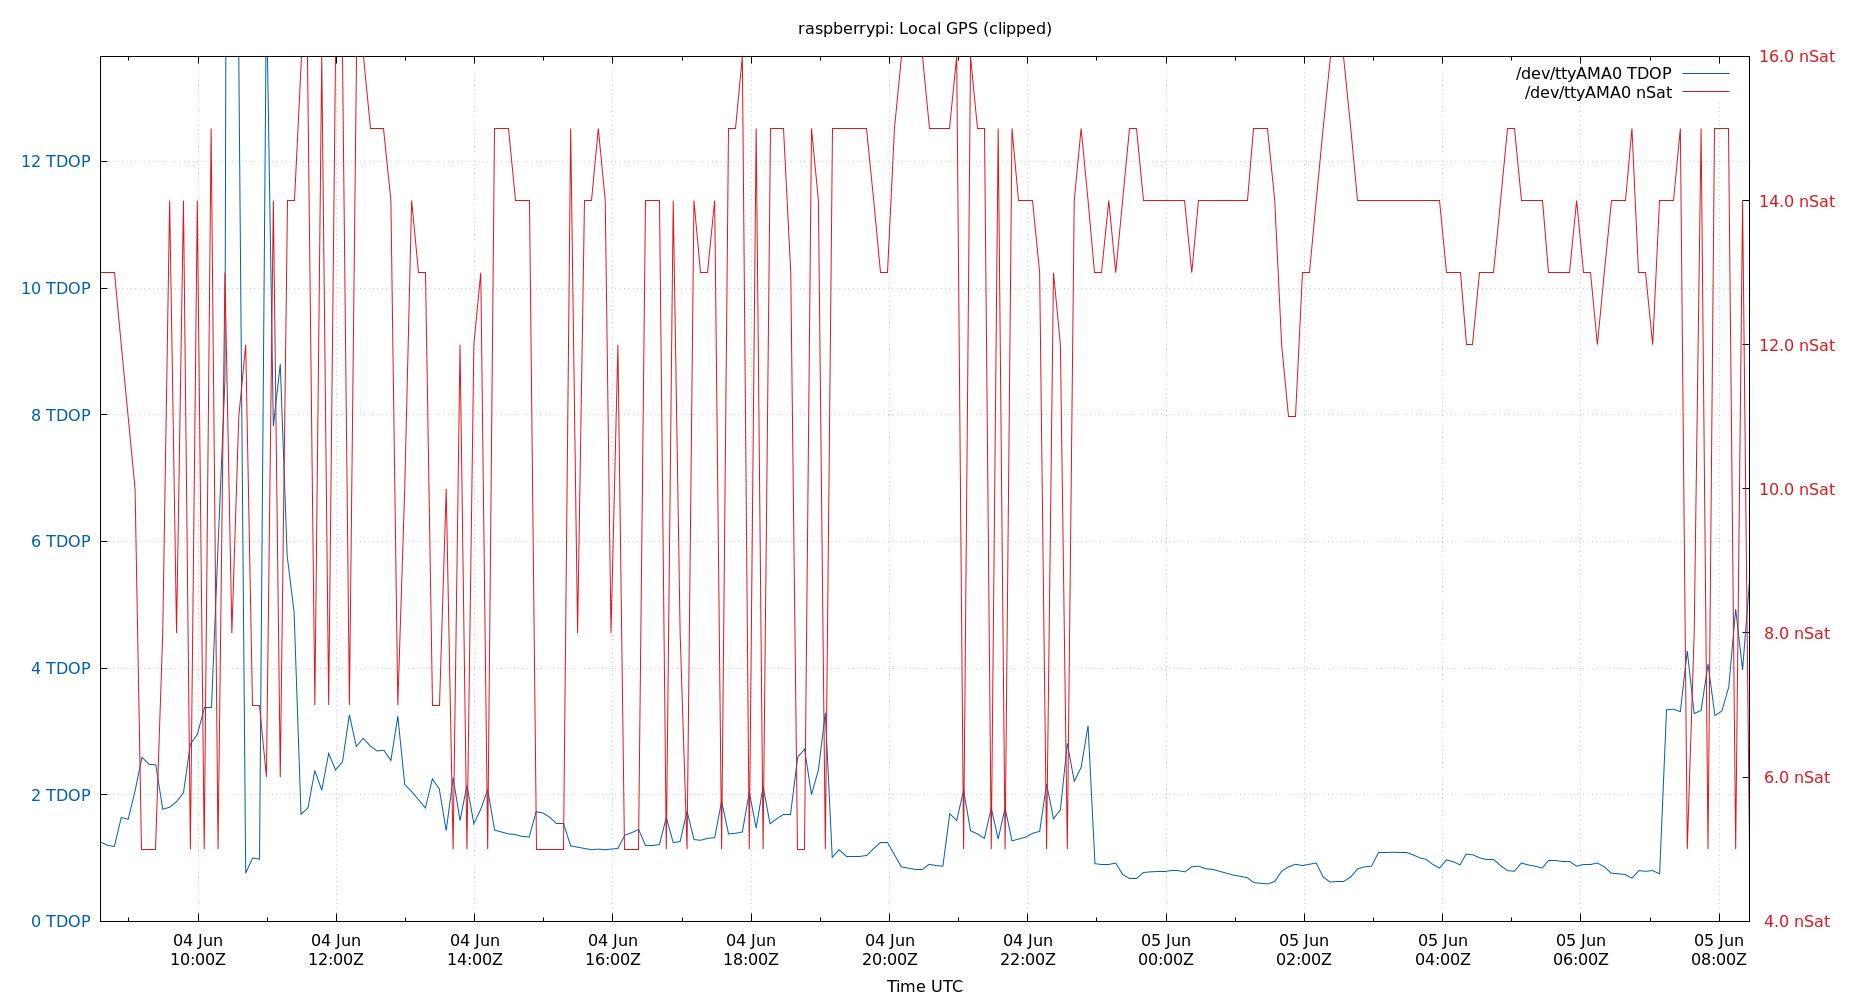 raspberrypi: Local GPS (clipped)
/dev/ttyAMA0 TDOP
/dev/ttyAMA0 nSat
12 TDOP
10 TDOP
8 TDOP
6 TDOP
4 TDOP
2 TDOP
0 TDOP
16.0 nSat
14.0 nSat
12.0 nSat
10.0 nSat
8.0 nSat
6.0 nSat
4.0 nSat
04 Jun
10:00Z
04 Jun
12:00Z
04 Jun
14:00Z
04 Jun
16:00Z
04 Jun
18:00Z
04 Jun
20:00Z
04 Jun
22:00Z
05 Jun
00:00Z
05 Jun
02:00Z
05 Jun
04:00Z
05 Jun
06:00Z
05 Jun
08:00Z
Time UTC